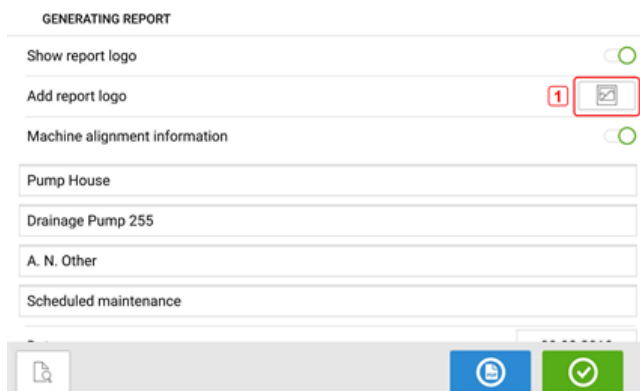 GENERATING REPORT
Show report logo
Add report logo 1
Machine alignment information
Pump House
Drainage Pump 255
A. N. Other
Scheduled maintenance